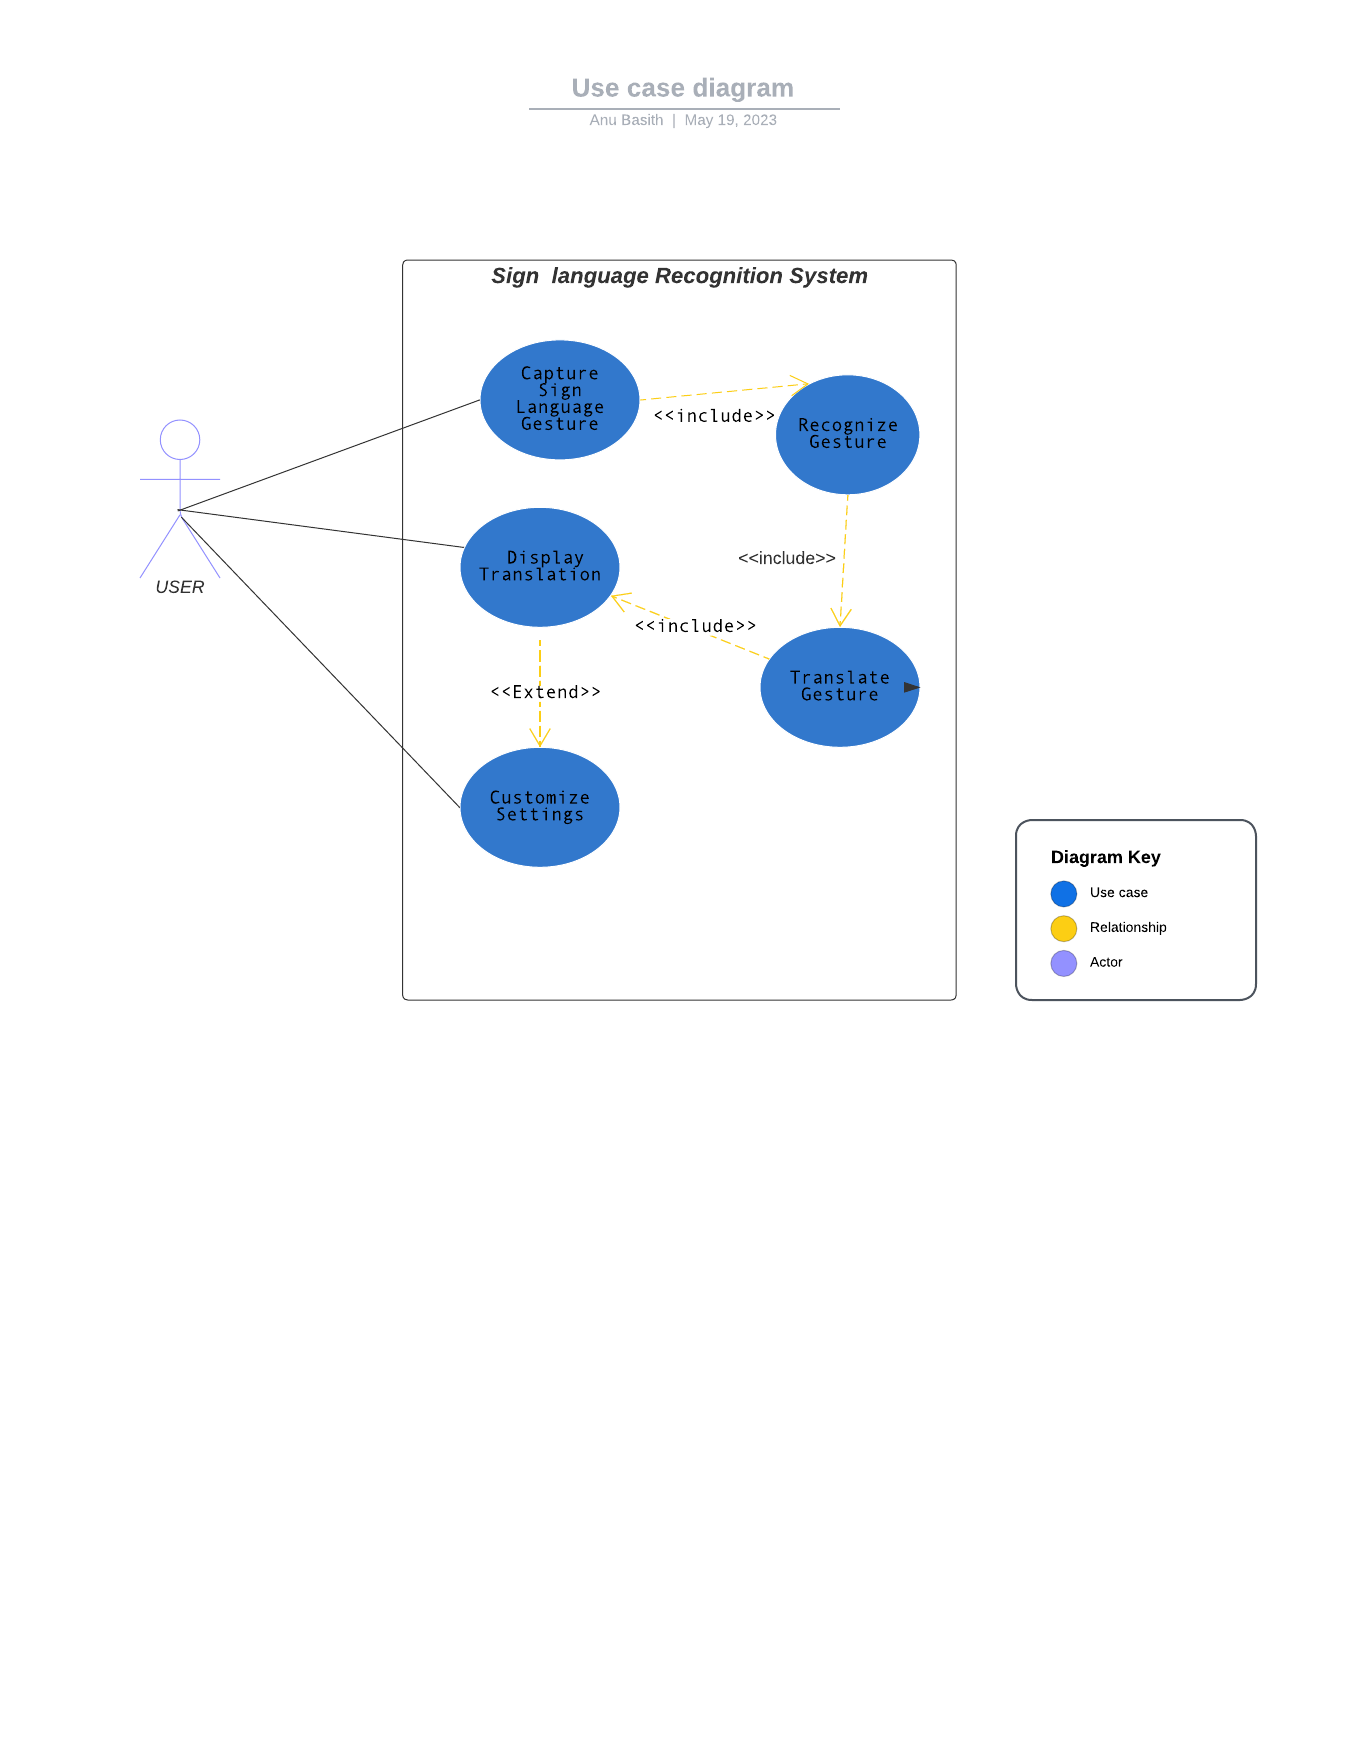 Use case diagram
Anu Basith | May 19, 2023
Sign language Recognition System
Capture
Sign
Language
Gesture
<<include>>
Recognize
Gesture
USER
Display
Translation
<<include>>
<<include>>
Translate
Gesture
<<Extend>>
Customize
Settings
Diagram Key
Use case
Relationship
Actor